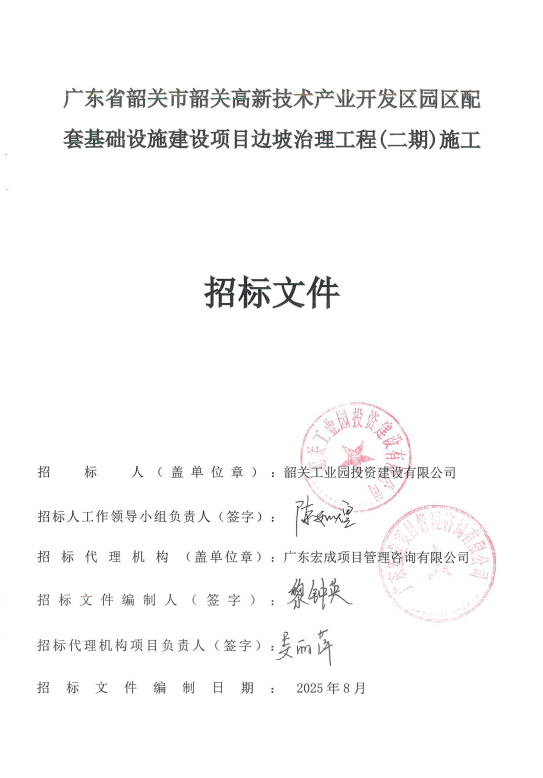 广东省韶关市韶关高新技术产业开发区园区配
套基础设施建设项目边坡治理工程(二期)施工
招标文件
招标人（盖单位章）：韶关工业园投资建设有限公司
招标人工作领导小组负责人（签字）：
招标代理机构（盖单位章）：广东宏成项目管理咨询有限公司
招标文件编制人（签字）：黎钟英
招标代理机构项目负责人（签字）：
招标文件编制日期：2025年8月